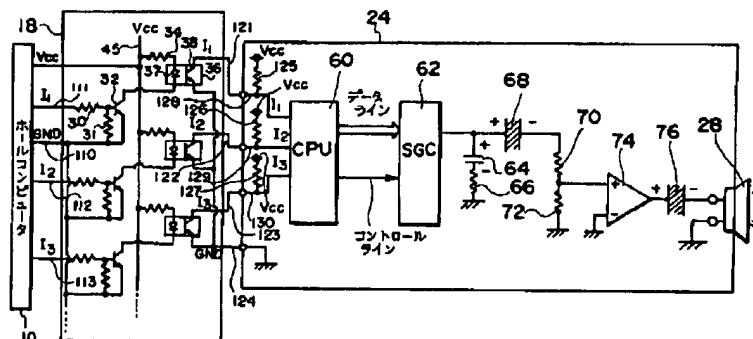 18
Vcc
45
34
38
I₁
121
24
Vcc
37
36
Vcc
60
62
68
I₁
111
32
128
125
Vcc
I₁
データ
ライン
30
31
126
I₂
CPU
SGC
70
28
GND
I₂
I₃
64
74
76
110
122
129
127
66
72
I₂
I₃
112
130
Vcc
123
コントロール
ライン
GND
I₃
124
113
ホールコンピュータ
10